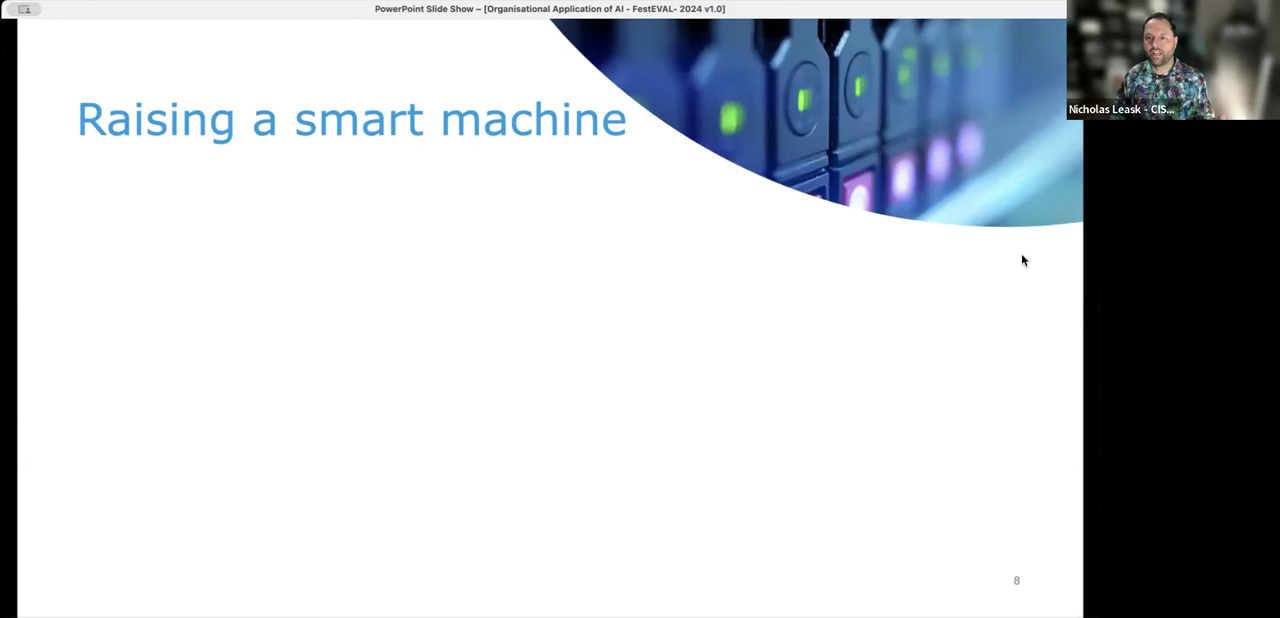 PowerPoint Slide Show – [Organisational Application of AI - FestEVAL- 2024 v1.0]
Nicholas Leask - CIS...
Raising a smart machine
8